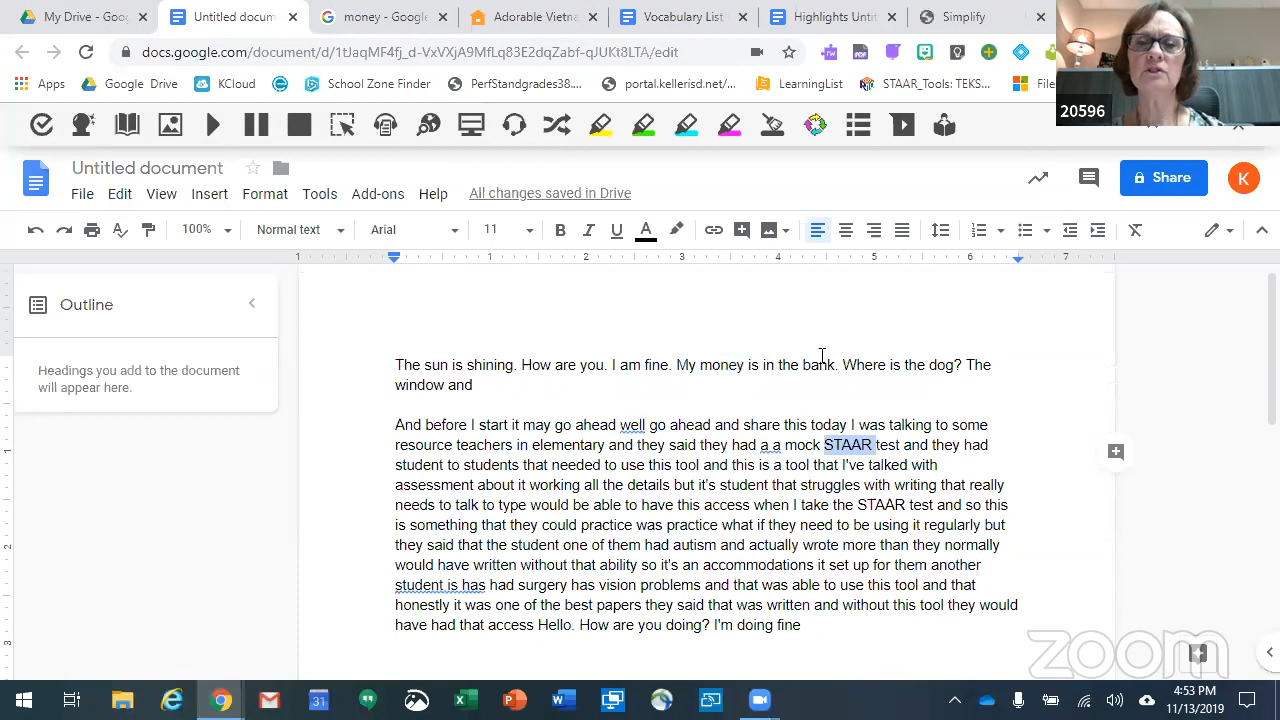 My Drive - G
Untitled docum
money - Google
Adorable Vietna
Vocabulary List
Highlights Untit
Simplify
docs.google.com/document/d/1tJaqMF4fj_d-VxVXjA9MfLq83E2dqZabf-qJUKt8LTA/edit
Apps
Google Drive
KCloud
School Zone Finder
PerfStandgrades38....
portal.kellerisd.net/...
LearningList
STAAR_Tools: TEKS...
File
20596
Untitled document
File Edit View Insert Format Tools Add-ons Help All changes saved in Drive
Share
K
100% Normal text Arial 11
1 1 2 3 4 5 6 7
Outline
Headings you add to the document
will appear here.
The sun is shining. How are you. I am fine. My money is in the bank. Where is the dog? The
window and
And before I start it may go ahead well go ahead and share this today I was talking to some
resource teachers in elementary and they said they had a a mock STAAR test and they had
student to students that needed to use this tool and this is a tool that I've talked with
assessment about it working all the details but it's student that struggles with writing that really
needs to talk to type would be able to have this access when I take the STAAR test and so this
is something that they could practice was practice what if they need to be using it regularly but
they said that the student one of them had autism and actually wrote more than they normally
would have written without that ability so it's an accommodations it set up for them another
student is has had surgery has vision problems and that was able to use this tool and that
honestly it was one of the best papers they said that was written and without this tool they would
have had that access Hello. How are you doing? I'm doing fine
1
2
3
zoom
4:53 PM
11/13/2019